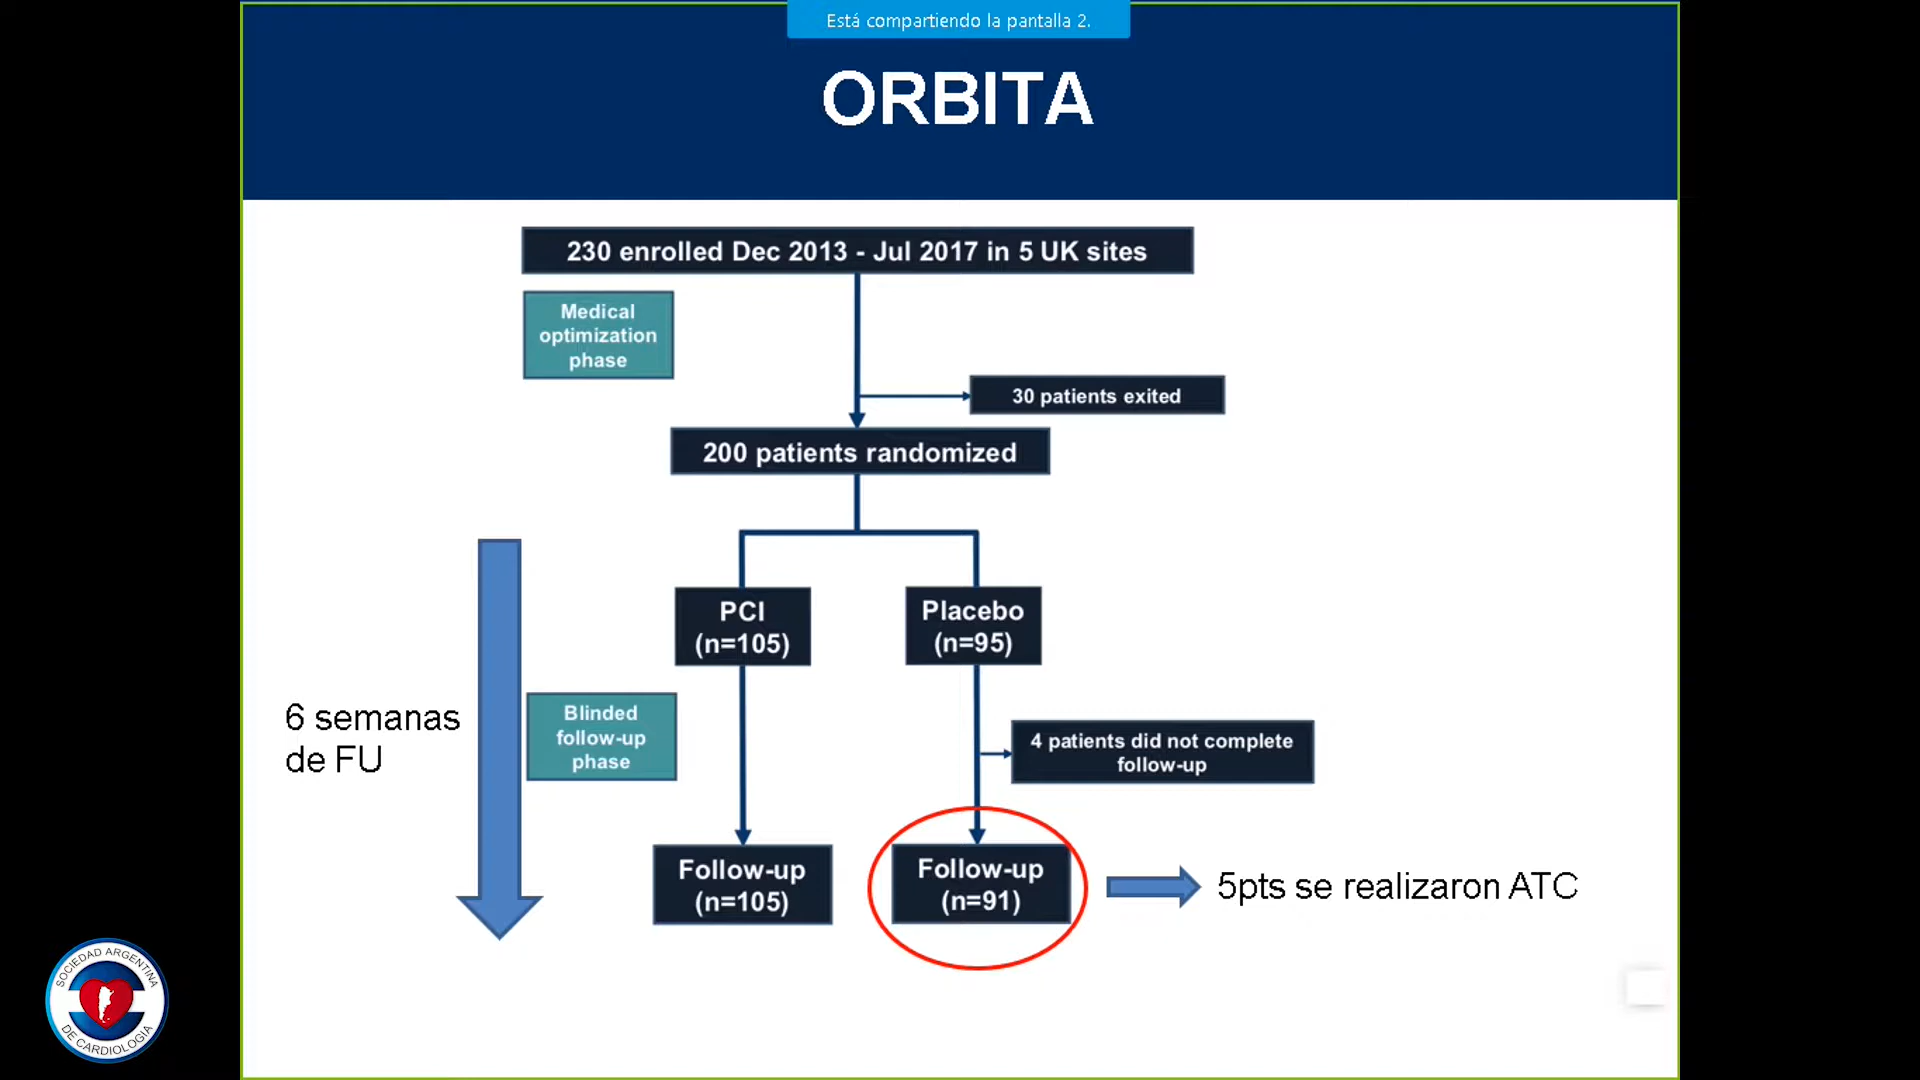 Está compartiendo la pantalla 2.
ORBITA
230 enrolled Dec 2013 - Jul 2017 in 5 UK sites
Medical
optimization
phase
30 patients exited
200 patients randomized
PCI
(n=105)
Placebo
(n=95)
6 semanas
de FU
Blinded
follow-up
phase
4 patients did not complete
follow-up
Follow-up
(n=105)
Follow-up
(n=91)
5pts se realizaron ATC
SOCIEDAD ARGENTINA
DE CARDIOLOGIA